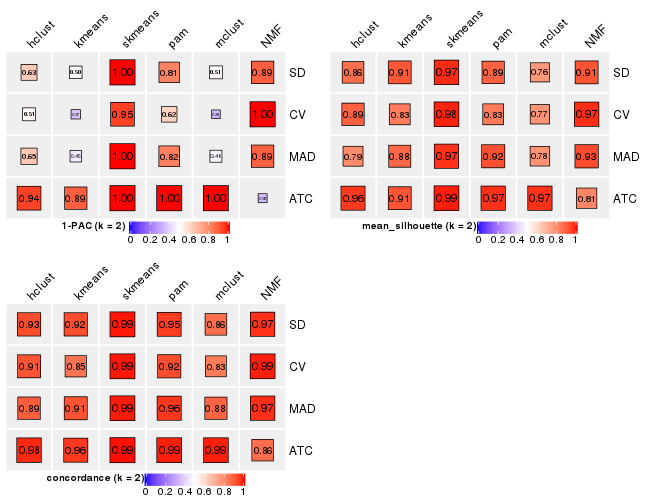 hclust kmeans skmeans pam mclust NMF
0.63 0.50 1.00 0.81 0.51 0.89 SD
0.51 1.00 0.95 0.62 CV
1.00 0.82 0.89 MAD
0.94 0.89 1.00 1.00 1.00 ATC
1-PAC (k = 2)
0 0.2 0.4 0.6 0.8 1
hclust kmeans skmeans pam mclust NMF
0.86 0.91 0.97 0.89 0.76 0.91 SD
0.89 0.83 0.98 0.83 0.77 0.97 CV
0.79 0.88 0.97 0.92 0.78 0.93 MAD
0.96 0.91 0.99 0.97 0.97 0.81 ATC
mean_silhouette (k = 2)
0 0.2 0.4 0.6 0.8 1
hclust kmeans skmeans pam mclust NMF
0.93 0.92 0.99 0.95 0.86 0.97 SD
0.91 0.85 0.99 0.92 0.83 0.99 CV
0.89 0.91 0.99 0.96 0.88 0.97 MAD
0.98 0.96 0.99 0.99 0.99 0.86 ATC
concordance (k = 2)
0 0.2 0.4 0.6 0.8 1